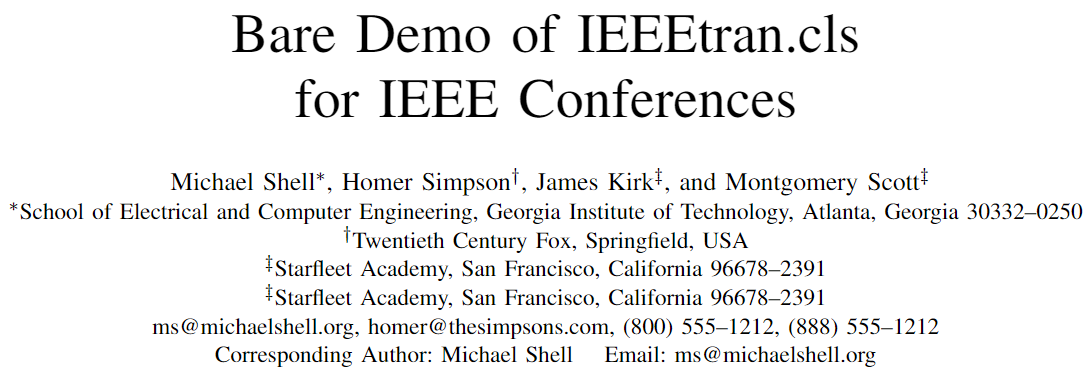 Bare Demo of IEEEtran.cls
for IEEE Conferences
Michael Shell*, Homer Simpson†, James Kirk‡, and Montgomery Scott‡
*School of Electrical and Computer Engineering, Georgia Institute of Technology, Atlanta, Georgia 30332–0250
†Twentieth Century Fox, Springfield, USA
‡Starfleet Academy, San Francisco, California 96678–2391
‡Starfleet Academy, San Francisco, California 96678–2391
ms@michaelshell.org, homer@thesimpsons.com, (800) 555–1212, (888) 555–1212
Corresponding Author: Michael Shell Email: ms@michaelshell.org